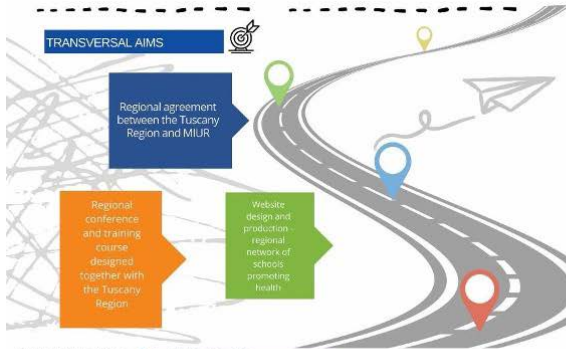 TRANSVERSAL AIMS
Regional agreement
between the Tuscany
Region and MIUR
Regional
conference
and training
course
designed
together with
the Tuscany
Region
Website
design and
production -
regional
network of
schools
promoting
health